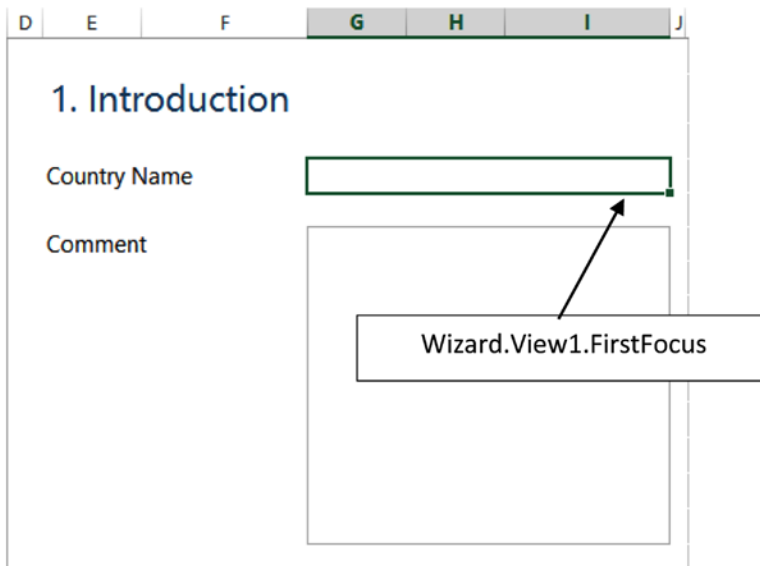 D E F G H I J
1. Introduction
Country Name
Comment
Wizard.View1.FirstFocus